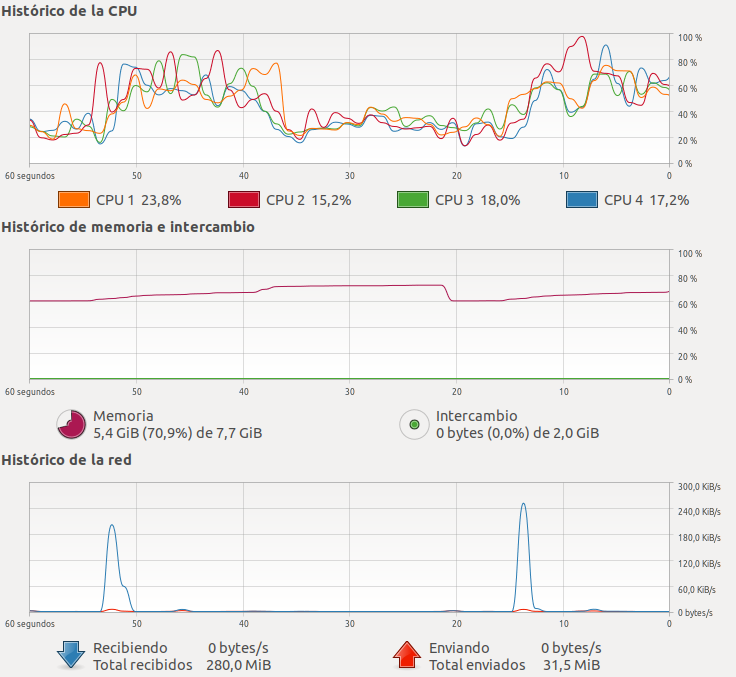 Histórico de la CPU
100 %
80 %
60 %
40 %
20 %
0 %
60 segundos 50 40 30 20 10 0
CPU 1 23,8% CPU 2 15,2% CPU 3 18,0% CPU 4 17,2%
Histórico de memoria e intercambio
100 %
80 %
60 %
40 %
20 %
0 %
60 segundos 50 40 30 20 10 0
Memoria
5,4 GiB (70,9%) de 7,7 GiB
Intercambio
0 bytes (0,0%) de 2,0 GiB
Histórico de la red
300,0 KiB/s
240,0 KiB/s
180,0 KiB/s
120,0 KiB/s
60,0 KiB/s
0 bytes/s
60 segundos 50 40 30 20 10 0
Recibiendo 0 bytes/s
Total recibidos 280,0 MiB
Enviando 0 bytes/s
Total enviados 31,5 MiB